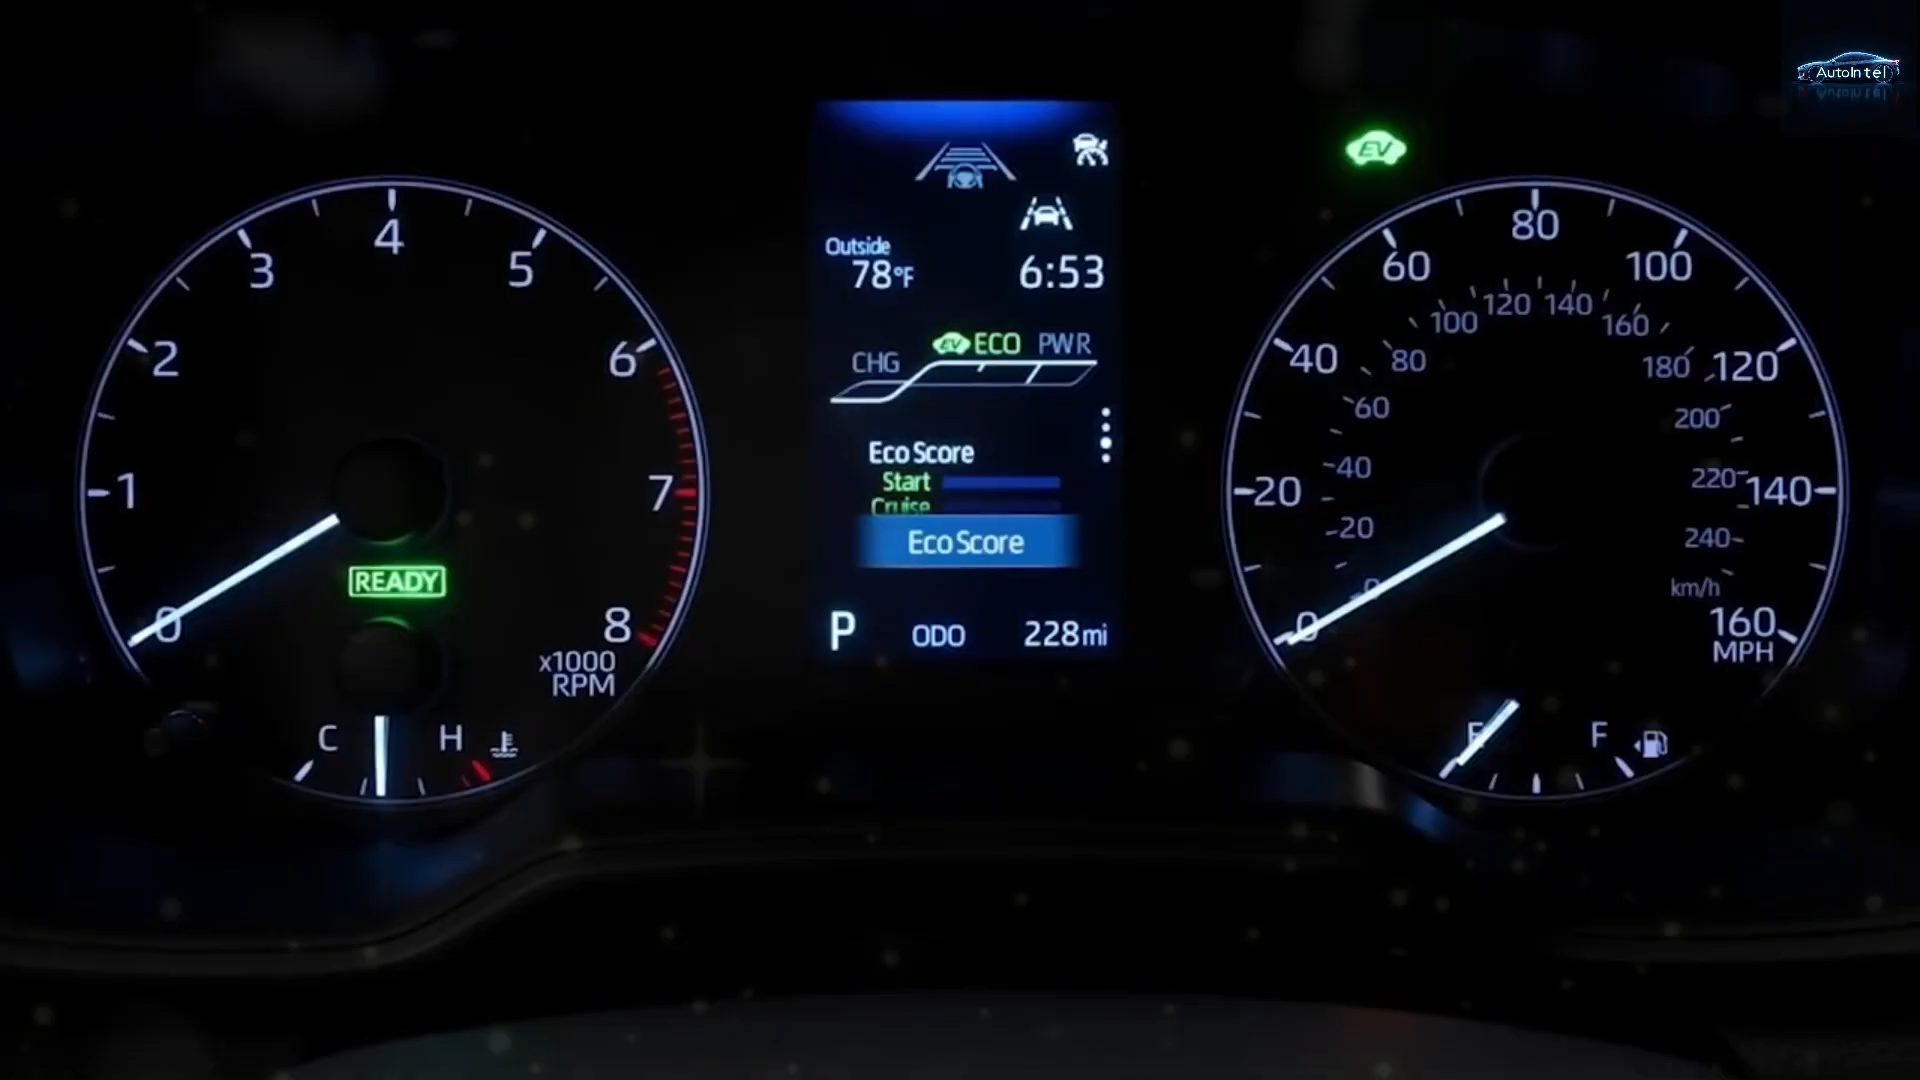 AutoIntel
EV
Outside
78°F
6:53
CHG EV ECO PWR
Eco Score
Start
Cruise
Eco Score
P ODO 228mi
0
1
2
3
4
5
6
7
8
x1000
RPM
READY
C H
0
20
40
60
80
100
120
140
160
MPH
0
20
40
60
80
100
120
140
160
180
200
220
240
km/h
E F